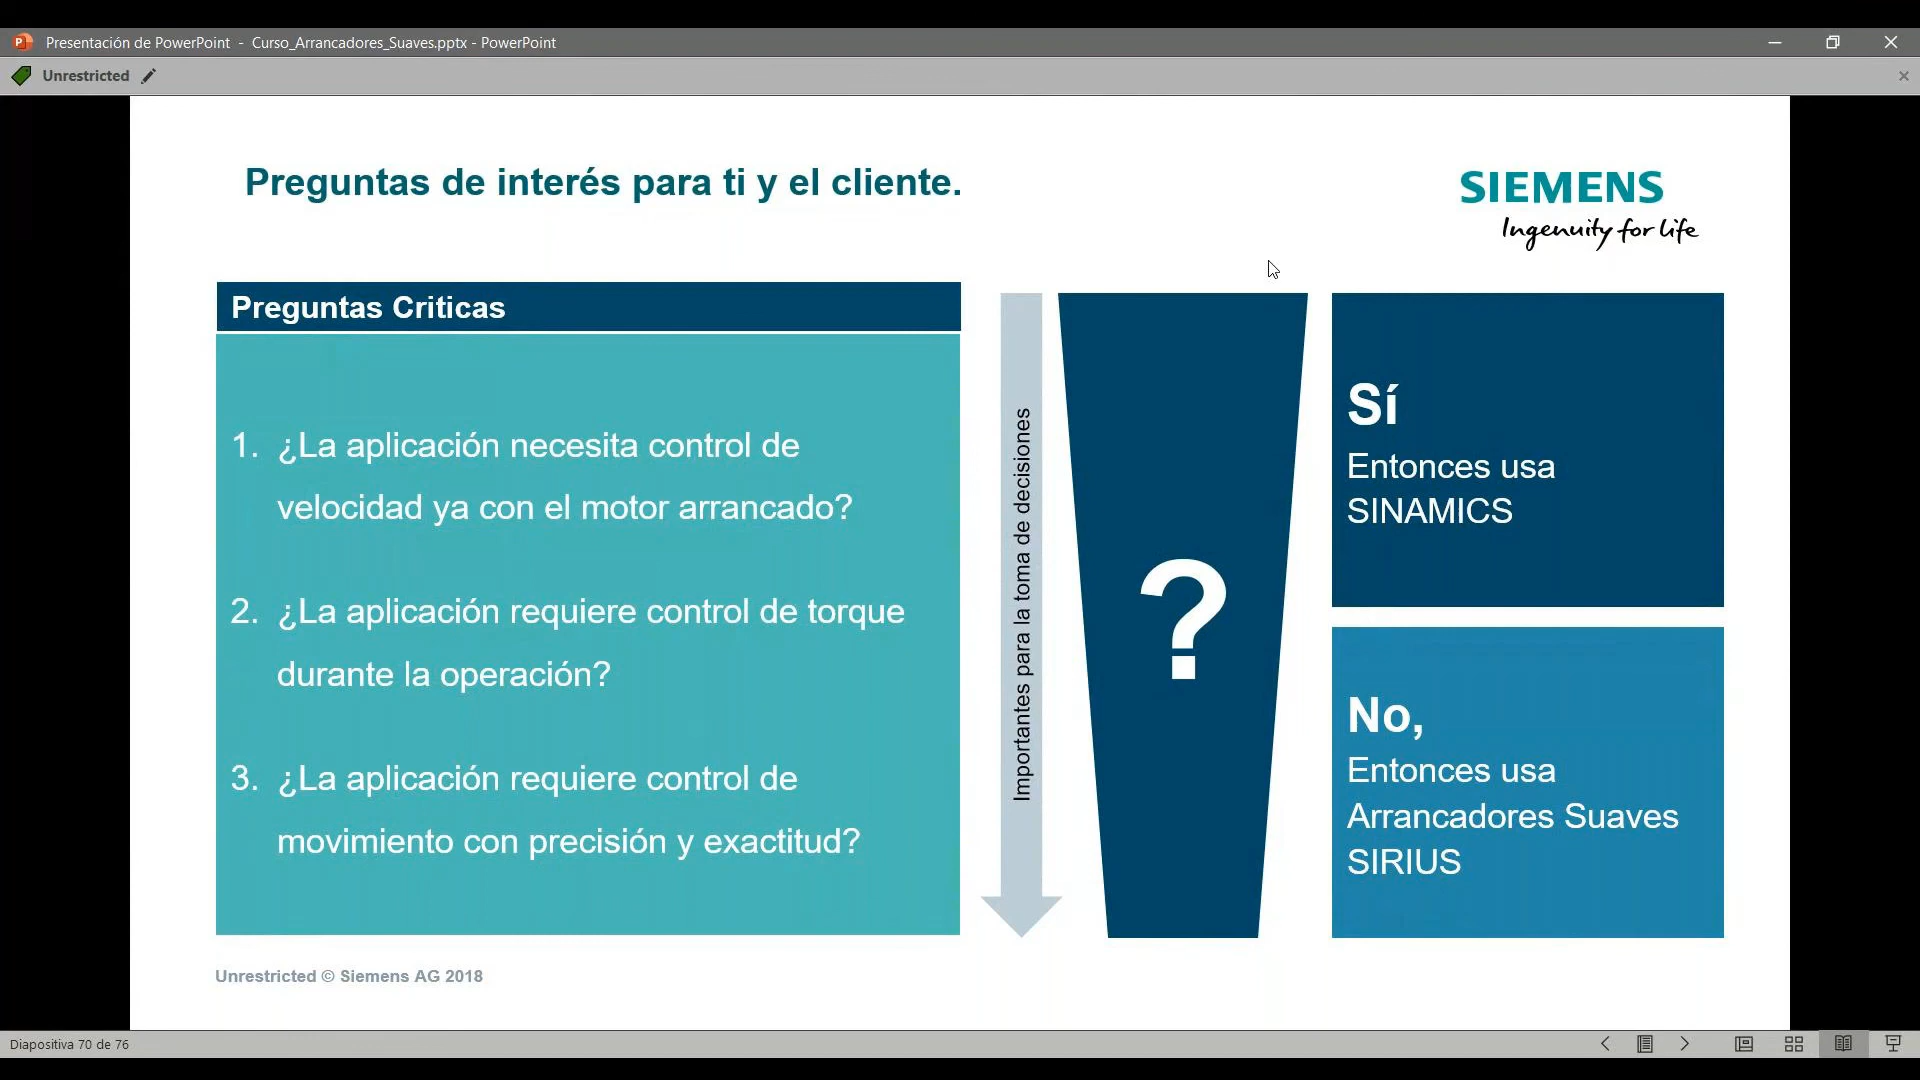 Presentación de PowerPoint - Curso_Arrancadores_Suaves.pptx - PowerPoint
Unrestricted
Preguntas de interés para ti y el cliente.
SIEMENS
Ingenuity for life
Preguntas Criticas
1. ¿La aplicación necesita control de
velocidad ya con el motor arrancado?
2. ¿La aplicación requiere control de torque
durante la operación?
3. ¿La aplicación requiere control de
movimiento con precisión y exactitud?
Importantes para la toma de decisiones
?
Sí
Entonces usa
SINAMICS
No,
Entonces usa
Arrancadores Suaves
SIRIUS
Unrestricted © Siemens AG 2018
Diapositiva 70 de 76